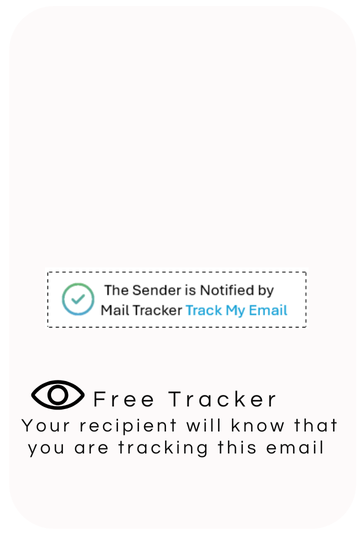 The Sender is Notified by
Mail Tracker Track My Email
Free Tracker
Your recipient will know that
you are tracking this email